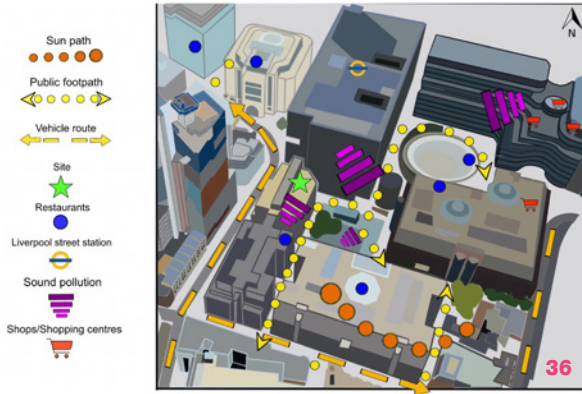 Sun path
Public footpath
Vehicle route
Site
Restaurants
Liverpool street station
Sound pollution
Shops/Shopping centres
N
36